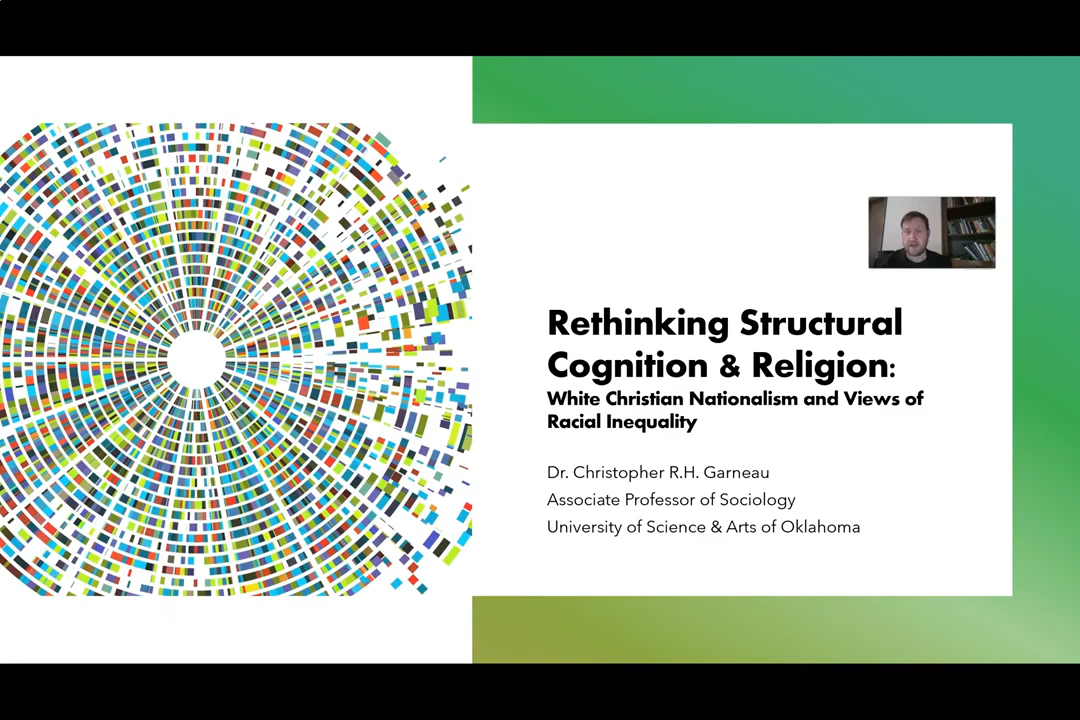 Rethinking Structural
Cognition & Religion:
White Christian Nationalism and Views of
Racial Inequality
Dr. Christopher R.H. Garneau
Associate Professor of Sociology
University of Science & Arts of Oklahoma